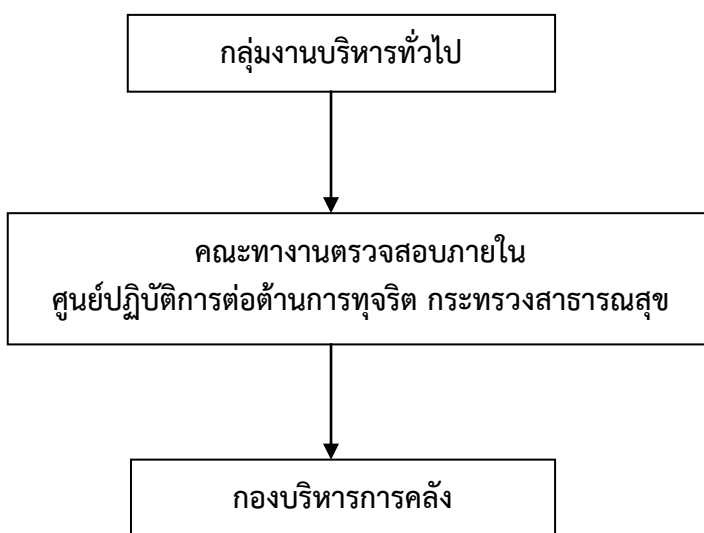 กลุ่มงานบริหารทั่วไป
คณะทางานตรวจสอบภายใน
ศูนย์ปฏิบัติการต่อต้านการทุจริต กระทรวงสาธารณสุข
กองบริหารการคลัง